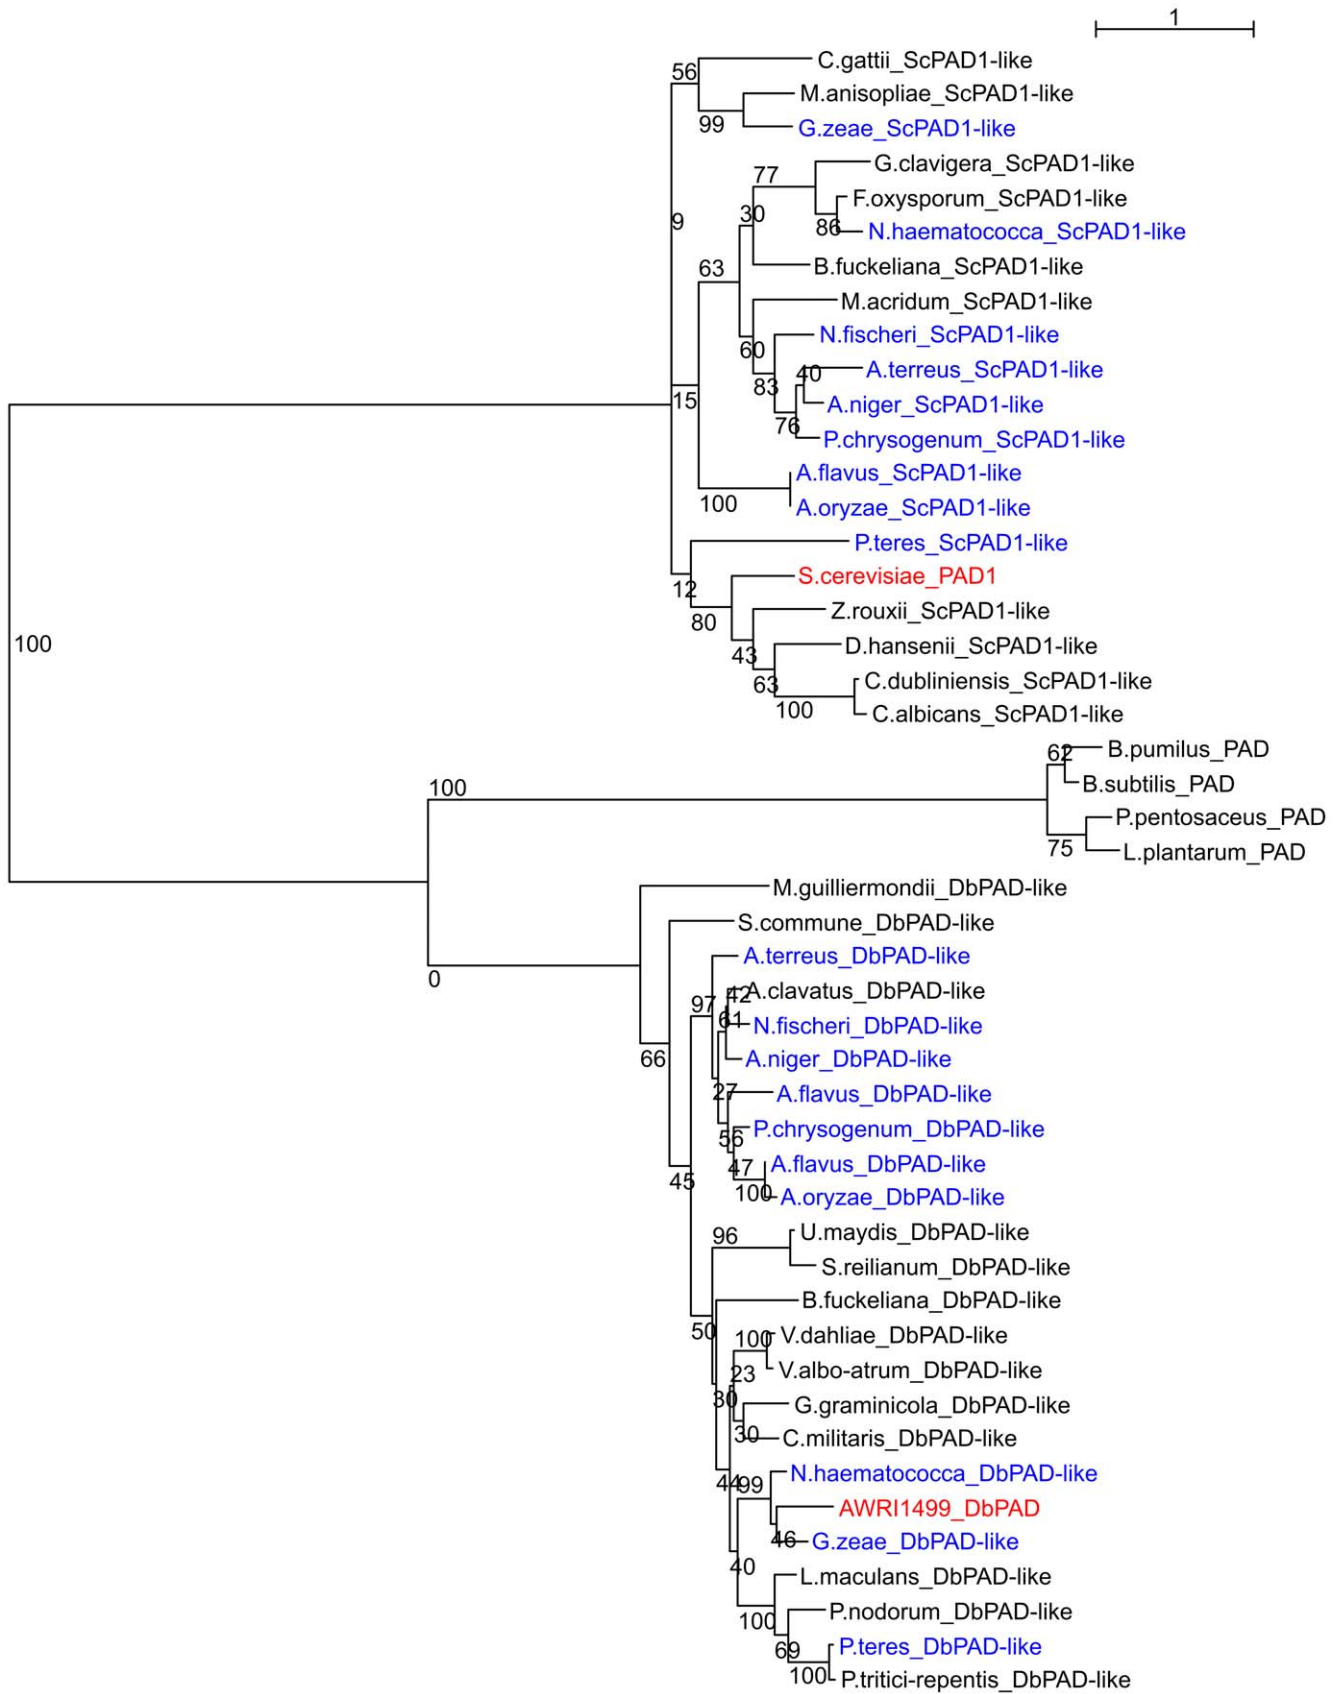 1
C.gattii_ScPAD1-like
56
M.anisopliae_ScPAD1-like
99
G.zeae_ScPAD1-like
G.clavigera_ScPAD1-like
77
F.oxysporum_ScPAD1-like
30
9
86
N.haematococca_ScPAD1-like
63
B.fuckeliana_ScPAD1-like
M.acridum_ScPAD1-like
N.fischeri_ScPAD1-like
60
A.terreus_ScPAD1-like
40
83
15
A.niger_ScPAD1-like
76
P.chrysogenum_ScPAD1-like
A.flavus_ScPAD1-like
100
A.oryzae_ScPAD1-like
P.teres_ScPAD1-like
S.cerevisiae_PAD1
12
Z.rouxii_ScPAD1-like
80
100
D.hansenii_ScPAD1-like
43
C.dubliniensis_ScPAD1-like
63
100
C.albicans_ScPAD1-like
B.pumilus_PAD
62
B.subtilis_PAD
100
P.pentosaceus_PAD
75
L.plantarum_PAD
M.guilliermondii_DbPAD-like
S.commune_DbPAD-like
A.terreus_DbPAD-like
0
A.clavatus_DbPAD-like
42
97
61
N.fischeri_DbPAD-like
66
A.niger_DbPAD-like
27
A.flavus_DbPAD-like
P.chrysogenum_DbPAD-like
56
A.flavus_DbPAD-like
47
45
100
A.oryzae_DbPAD-like
U.maydis_DbPAD-like
96
S.reilianum_DbPAD-like
B.fuckeliana_DbPAD-like
50
100
V.dahliae_DbPAD-like
V.albo-atrum_DbPAD-like
23
30
G.graminicola_DbPAD-like
30
C.militaris_DbPAD-like
N.haematococca_DbPAD-like
44
99
AWRI1499_DbPAD
46
G.zeae_DbPAD-like
40
L.maculans_DbPAD-like
P.nodorum_DbPAD-like
100
P.teres_DbPAD-like
69
100
P.tritici-repentis_DbPAD-like